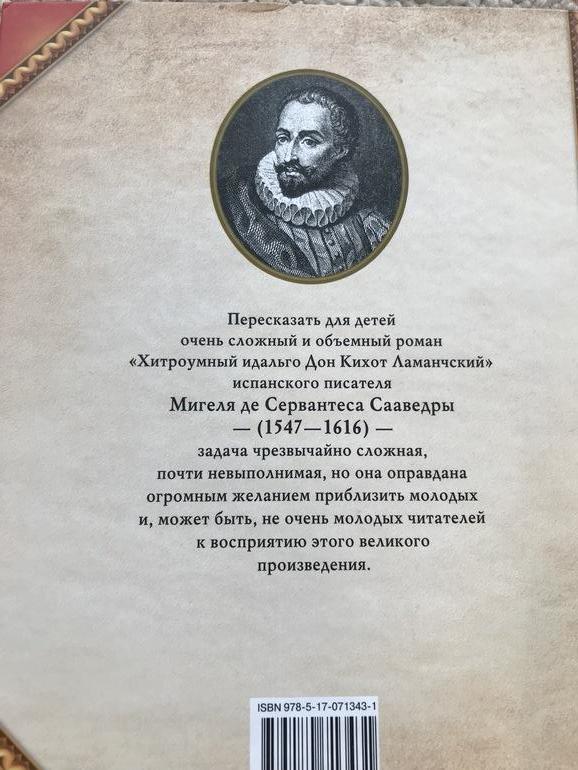 Пересказать для детей
очень сложный и объемный роман
«Хитроумный идальго Дон Кихот Ламанчский»
испанского писателя
Мигеля де Сервантеса Сааведры
— (1547—1616) —
задача чрезвычайно сложная,
почти невыполнимая, но она оправдана
огромным желанием приблизить молодых
и, может быть, не очень молодых читателей
к восприятию этого великого
произведения.
ISBN 978-5-17-071343-1